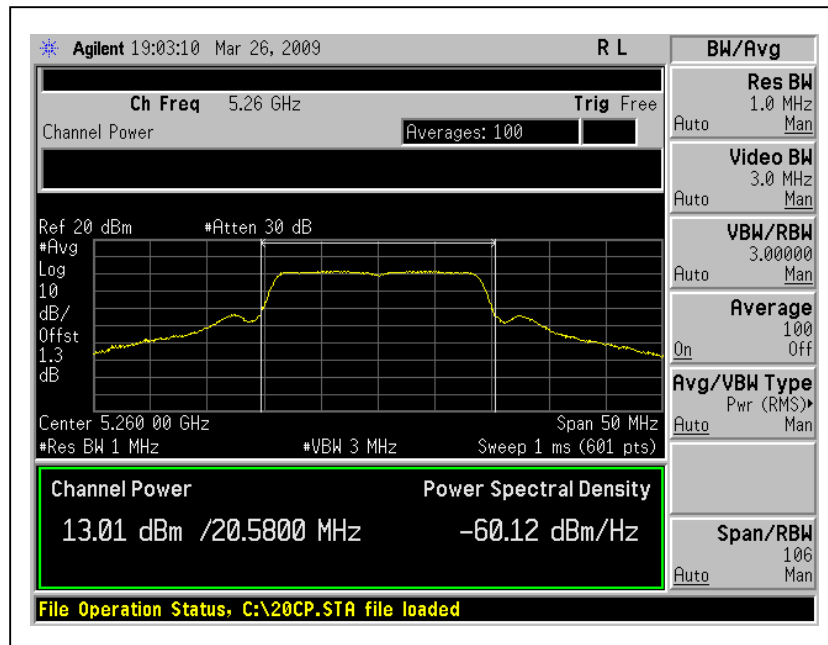 Agilent 19:03:10 Mar 26, 2009 R L
BW/Avg
Ch Freq 5.26 GHz Trig Free
Channel Power Averages: 100
Ref 20 dBm #Atten 30 dB
#Avg
Log
10
dB/
Offst
1.3
dB
Center 5.260 00 GHz Span 50 MHz
#Res BW 1 MHz #VBW 3 MHz Sweep 1 ms (601 pts)
Channel Power Power Spectral Density
13.01 dBm /20.5800 MHz -60.12 dBm/Hz
File Operation Status, C:\20CP.STA file loaded
Res BW
1.0 MHz
Auto Man
Video BW
3.0 MHz
Auto Man
VBW/RBW
3.00000
Auto Man
Average
100
On Off
Avg/VBW Type
Pwr (RMS)▸
Auto Man
Span/RBW
106
Auto Man